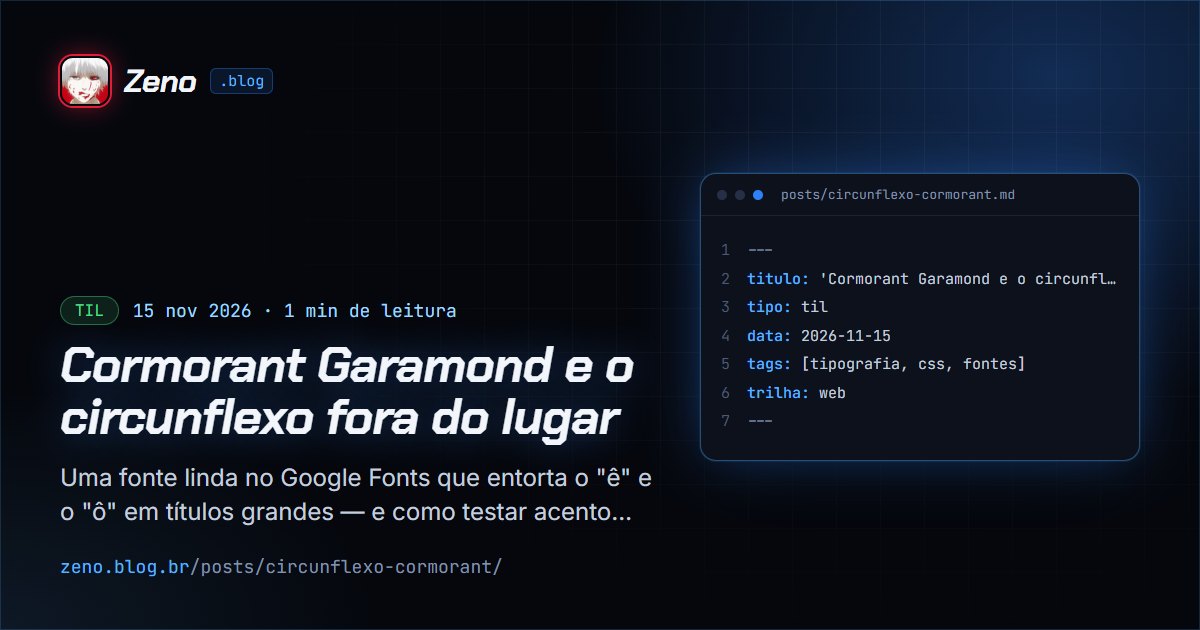 Zeno .blog
TIL 15 nov 2026 · 1 min de leitura
Cormorant Garamond e o
circunflexo fora do lugar
Uma fonte linda no Google Fonts que entorta o "ê" e
o "ô" em títulos grandes — e como testar acento…
zeno.blog.br/posts/circunflexo-cormorant/
posts/circunflexo-cormorant.md
1 ---
2 titulo: 'Cormorant Garamond e o circunfl…
3 tipo: til
4 data: 2026-11-15
5 tags: [tipografia, css, fontes]
6 trilha: web
7 ---